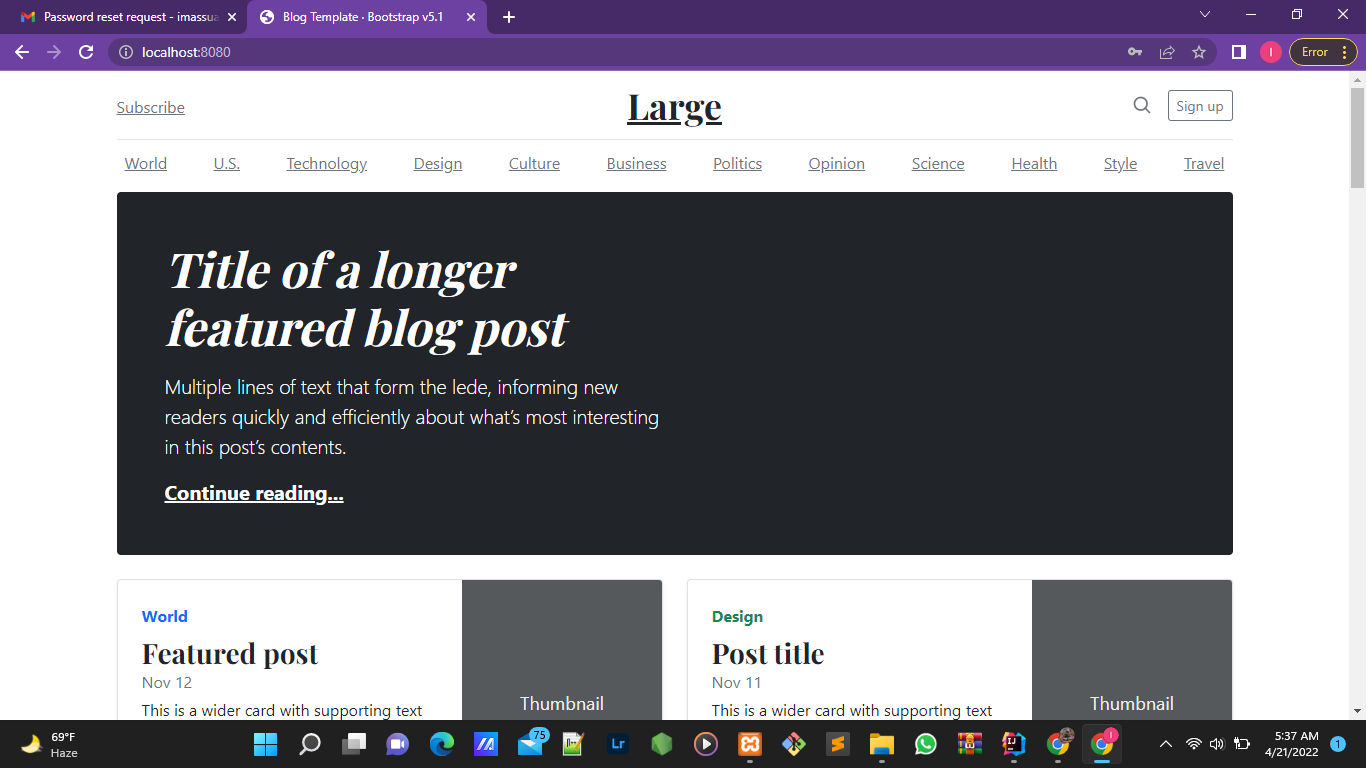 Password reset request - imassua
Blog Template · Bootstrap v5.1
localhost:8080
I
Error
Subscribe
Large
Sign up
World U.S. Technology Design Culture Business Politics Opinion Science Health Style Travel
Title of a longer
featured blog post
Multiple lines of text that form the lede, informing new
readers quickly and efficiently about what’s most interesting
in this post’s contents.
Continue reading...
World
Featured post
Nov 12
This is a wider card with supporting text
Thumbnail
Design
Post title
Nov 11
This is a wider card with supporting text
Thumbnail
69°F
Haze
75
Lr
IJ
I
5:37 AM
4/21/2022
1